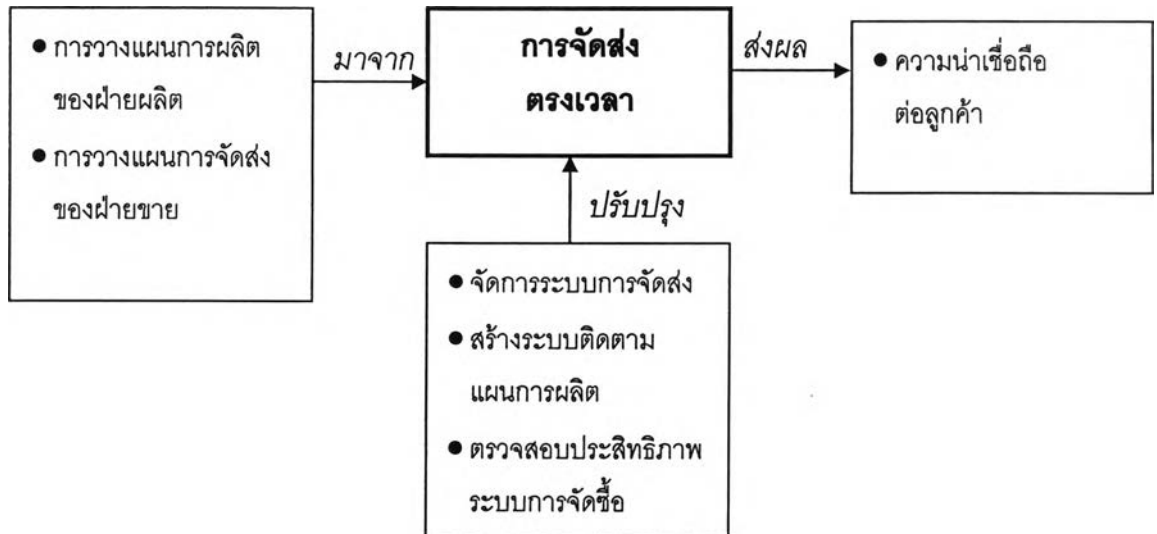 ● การวางแผนการผลิต
ของฝ่ายผลิต
● การวางแผนการจัดส่ง
ของฝ่ายขาย
มาจาก
การจัดส่ง
ตรงเวลา
ส่งผล
● ความน่าเชื่อถือ
ต่อลูกค้า
ปรับปรุง
● จัดการระบบการจัดส่ง
● สร้างระบบติดตาม
แผนการผลิต
● ตรวจสอบประสิทธิภาพ
ระบบการจัดซื้อ